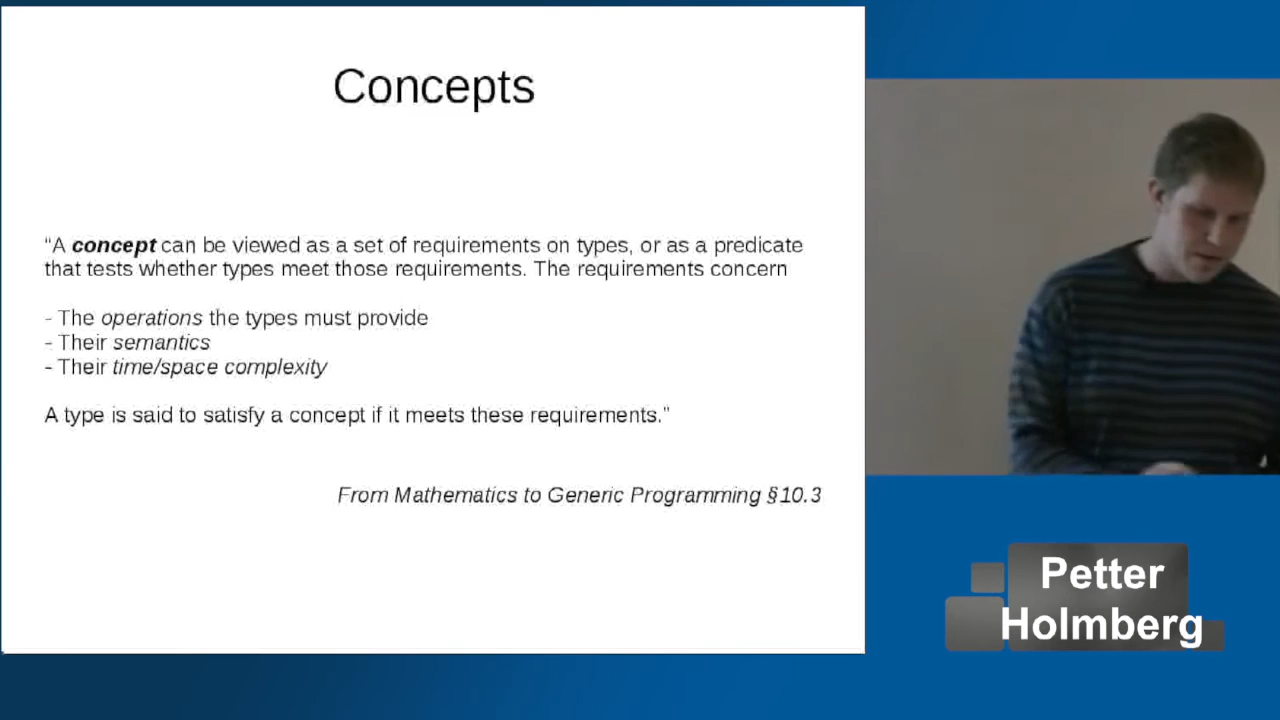 Concepts
“A concept can be viewed as a set of requirements on types, or as a predicate
that tests whether types meet those requirements. The requirements concern
- The operations the types must provide
- Their semantics
- Their time/space complexity
A type is said to satisfy a concept if it meets these requirements.”
From Mathematics to Generic Programming §10.3
Petter
Holmberg